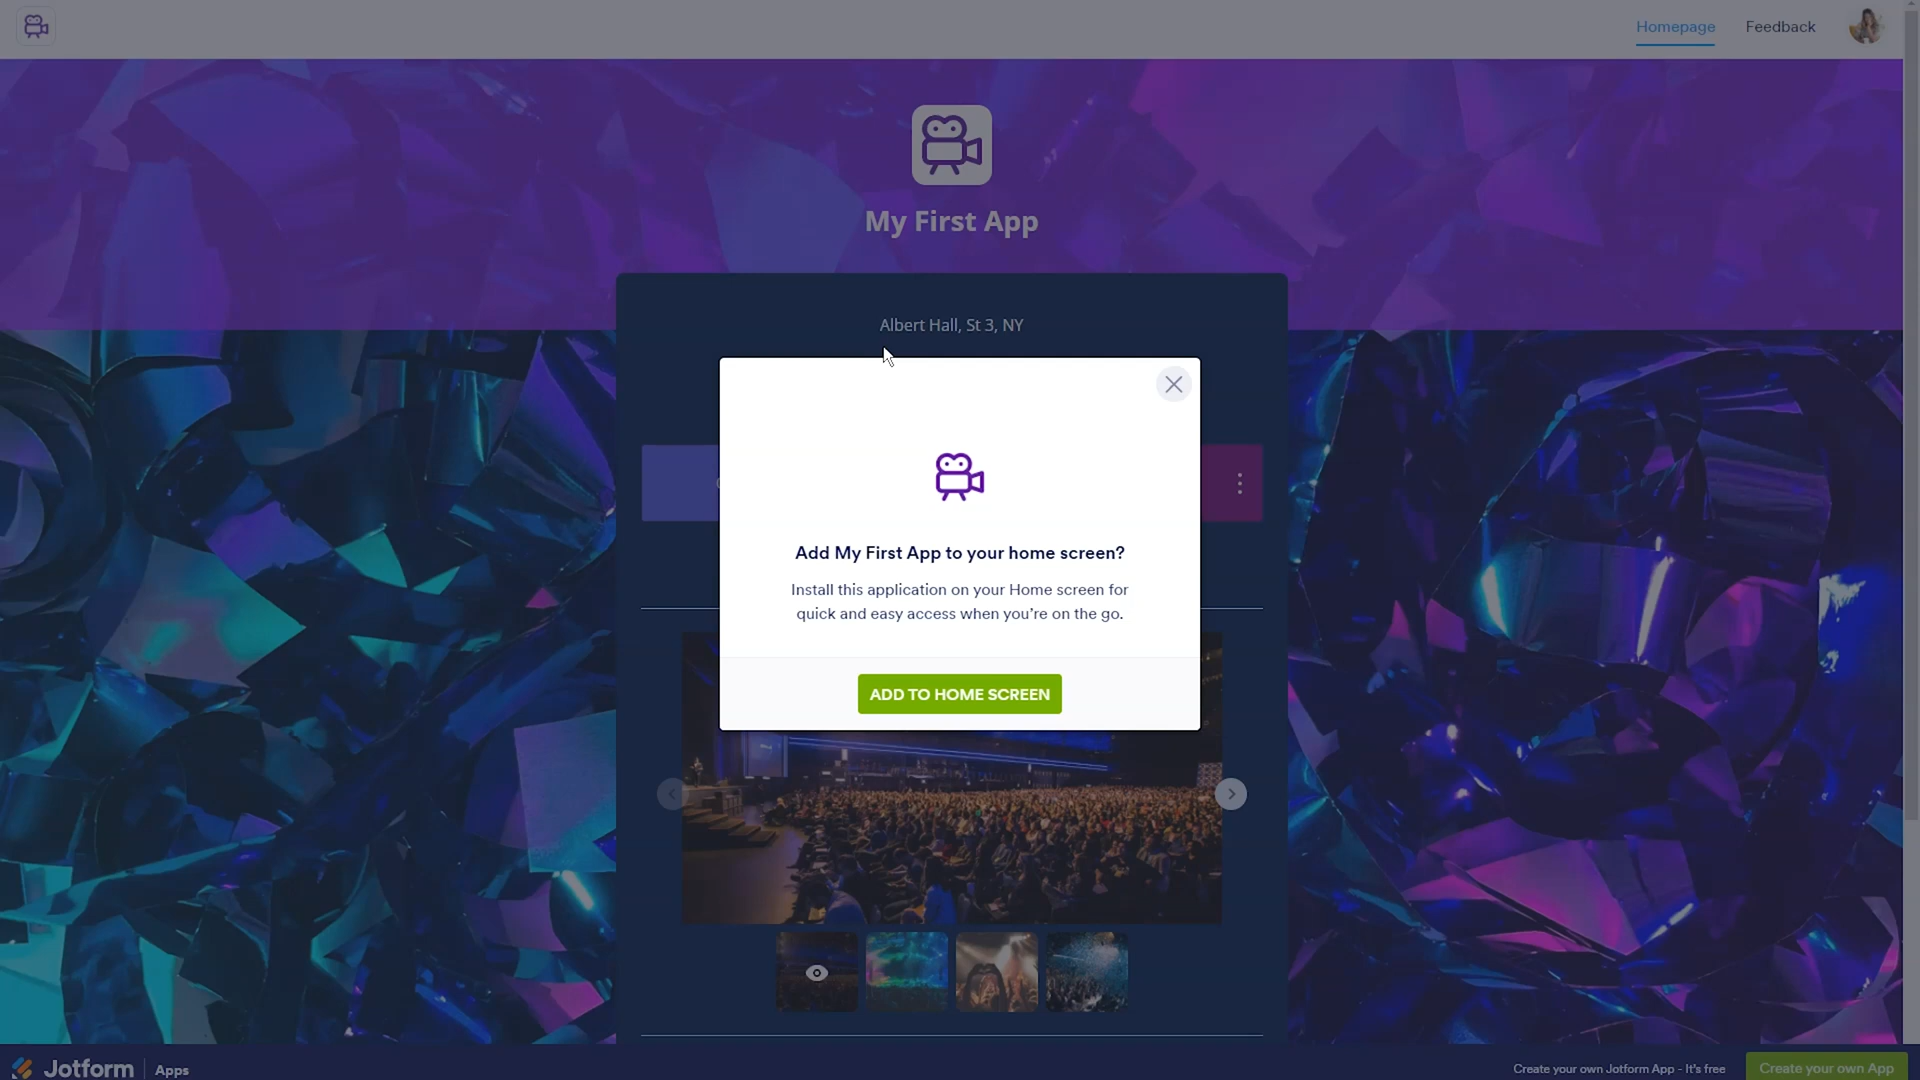 Homepage
Feedback
My First App
Albert Hall, St 3, NY
Add My First App to your home screen?
Install this application on your Home screen for
quick and easy access when you’re on the go.
ADD TO HOME SCREEN
Jotform
Apps
Create your own Jotform App - It’s free
Create your own App